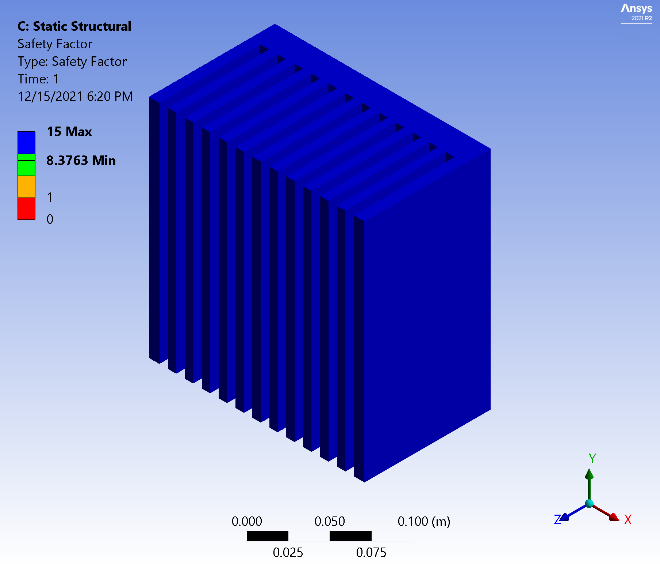 Ansys
2021 R2
C: Static Structural
Safety Factor
Type: Safety Factor
Time: 1
12/15/2021 6:20 PM
15 Max
8.3763 Min
1
0
0.000 0.050 0.100 (m)
0.025 0.075
Y
Z X